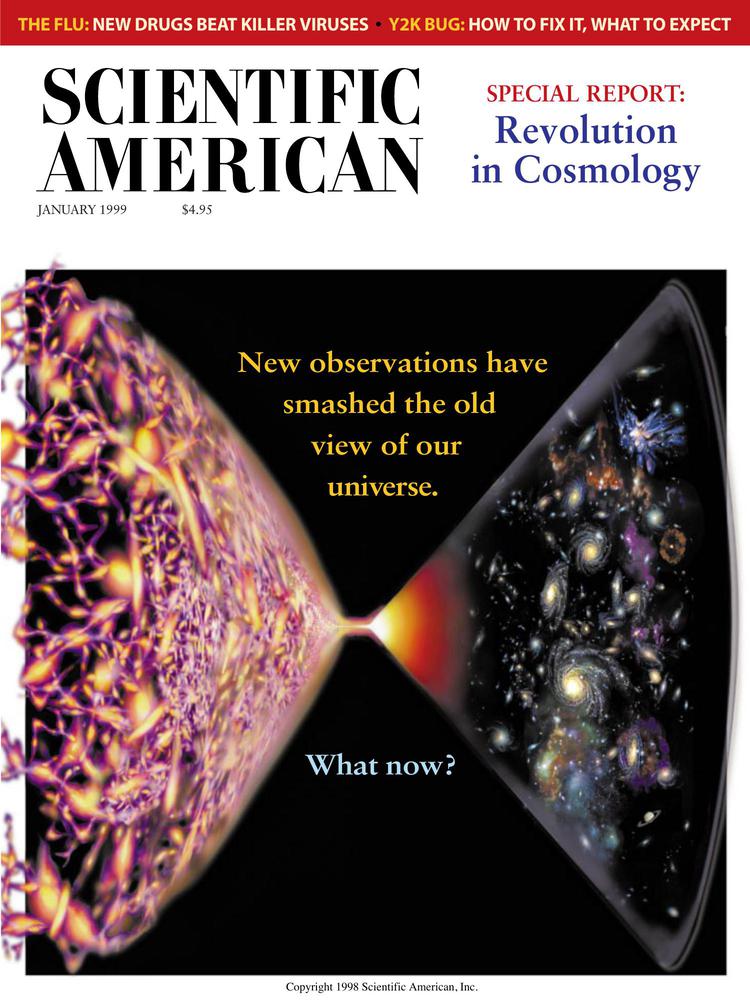 THE FLU: NEW DRUGS BEAT KILLER VIRUSES • Y2K BUG: HOW TO FIX IT, WHAT TO EXPECT
SCIENTIFIC
AMERICAN
JANUARY 1999 $4.95
SPECIAL REPORT:
Revolution
in Cosmology
New observations have
smashed the old
view of our
universe.
What now?
Copyright 1998 Scientific American, Inc.